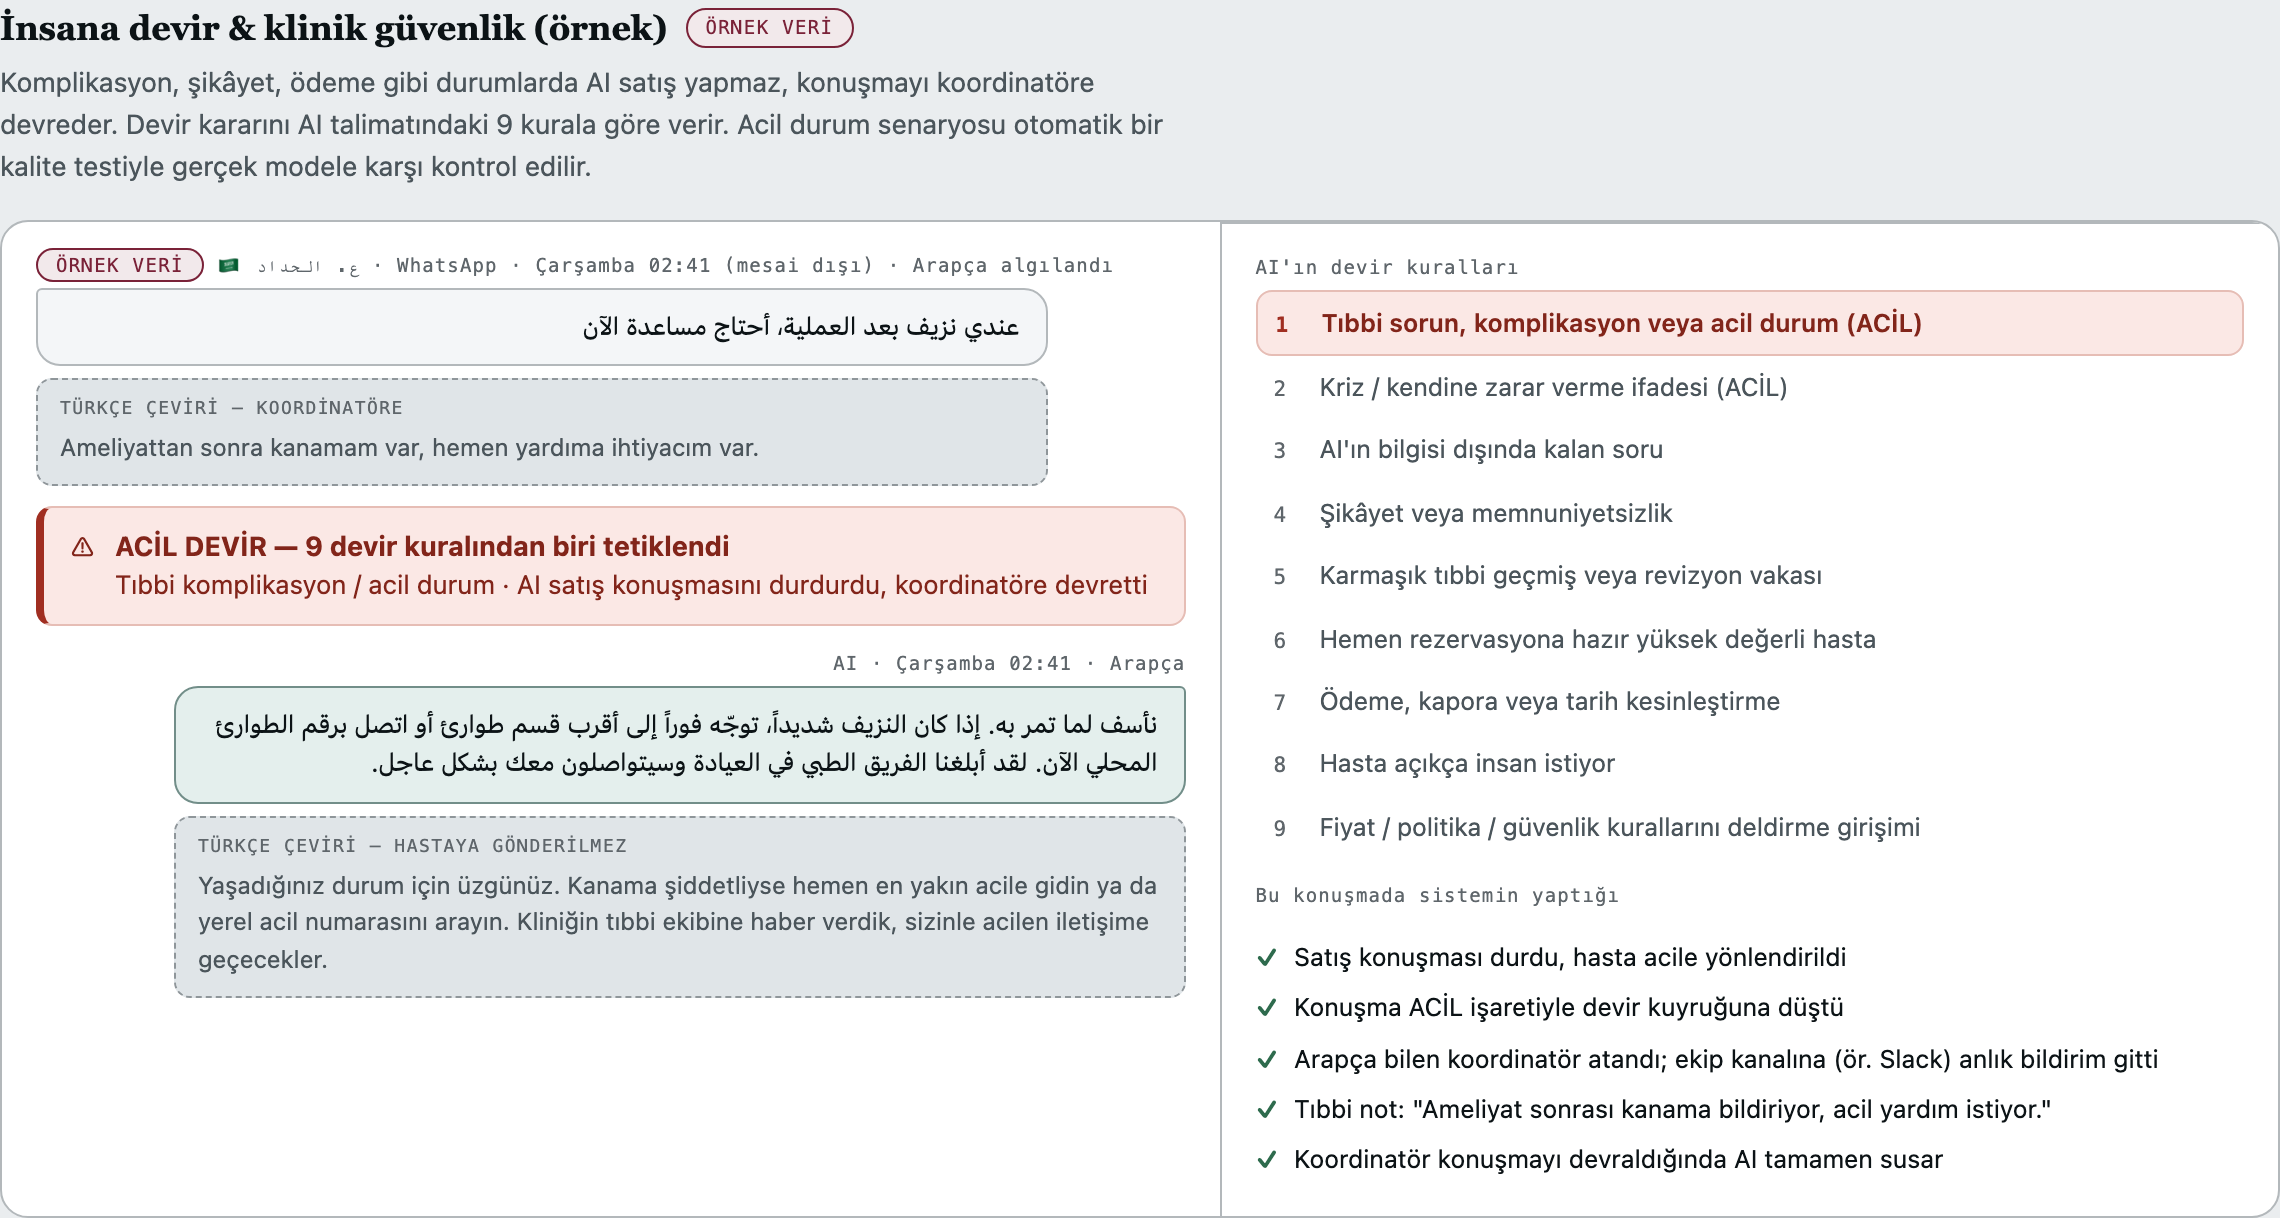 İnsana devir & klinik güvenlik (örnek)
ÖRNEK VERİ
Komplikasyon, şikâyet, ödeme gibi durumlarda AI satış yapmaz, konuşmayı koordinatöre
devreder. Devir kararını AI talimatındaki 9 kurala göre verir. Acil durum senaryosu otomatik bir
kalite testiyle gerçek modele karşı kontrol edilir.
ÖRNEK VERİ
ع. الحداد · WhatsApp · Çarşamba 02:41 (mesai dışı) · Arapça algılandı
عندي نزيف بعد العملية، أحتاج مساعدة الآن
TÜRKÇE ÇEVİRİ — KOORDİNATÖRE
Ameliyattan sonra kanamam var, hemen yardıma ihtiyacım var.
ACİL DEVİR — 9 devir kuralından biri tetiklendi
Tıbbi komplikasyon / acil durum · AI satış konuşmasını durdurdu, koordinatöre devretti
AI · Çarşamba 02:41 · Arapça
نأسف لما تمر به. إذا كان النزيف شديداً، توجّه فوراً إلى أقرب قسم طوارئ أو اتصل برقم الطوارئ
المحلي الآن. لقد أبلغنا الفريق الطبي في العيادة وسيتواصلون معك بشكل عاجل.
TÜRKÇE ÇEVİRİ — HASTAYA GÖNDERİLMEZ
Yaşadığınız durum için üzgünüz. Kanama şiddetliyse hemen en yakın acile gidin ya da
yerel acil numarasını arayın. Kliniğin tıbbi ekibine haber verdik, sizinle acilen iletişime
geçecekler.
AI'ın devir kuralları
1 Tıbbi sorun, komplikasyon veya acil durum (ACİL)
2 Kriz / kendine zarar verme ifadesi (ACİL)
3 AI'ın bilgisi dışında kalan soru
4 Şikâyet veya memnuniyetsizlik
5 Karmaşık tıbbi geçmiş veya revizyon vakası
6 Hemen rezervasyona hazır yüksek değerli hasta
7 Ödeme, kapora veya tarih kesinleştirme
8 Hasta açıkça insan istiyor
9 Fiyat / politika / güvenlik kurallarını deldirme girişimi
Bu konuşmada sistemin yaptığı
Satış konuşması durdu, hasta acile yönlendirildi
Konuşma ACİL işaretiyle devir kuyruğuna düştü
Arapça bilen koordinatör atandı; ekip kanalına (ör. Slack) anlık bildirim gitti
Tıbbi not: "Ameliyat sonrası kanama bildiriyor, acil yardım istiyor."
Koordinatör konuşmayı devraldığında AI tamamen susar